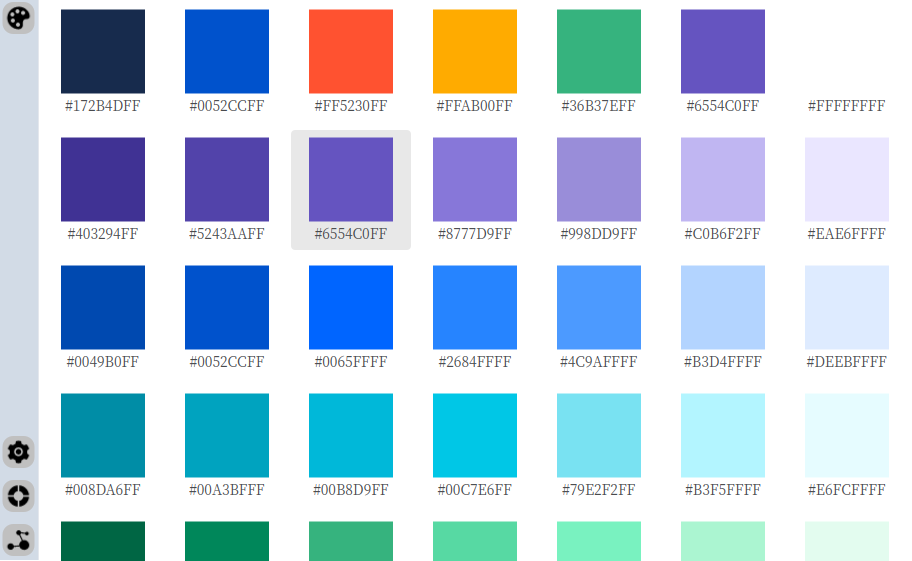 #172B4DFF #0052CCFF #FF5230FF #FFAB00FF #36B37EFF #6554C0FF #FFFFFFFF
#403294FF #5243AAFF #6554C0FF #8777D9FF #998DD9FF #C0B6F2FF #EAE6FFFF
#0049B0FF #0052CCFF #0065FFFF #2684FFFF #4C9AFFFF #B3D4FFFF #DEEBFFFF
#008DA6FF #00A3BFFF #00B8D9FF #00C7E6FF #79E2F2FF #B3F5FFFF #E6FCFFFF